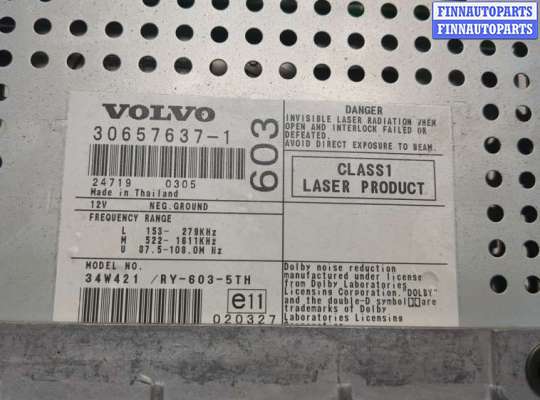 FINNAUTOPARTS
FINNAUTOPARTS
VOLVO
30657637-1
24719 0305
Made in Thailand
12V NEG.GROUND
FREQUENCY RANGE
L 153- 279KHz
M 522-1611KHz
U 87.5-108.0M Hz
MODEL NO.
34W421 /RY-603-5TH
e11
020327
603
DANGER
INVISIBLE LASER RADIATION WHEN
OPEN AND INTERLOCK FAILED OR
DEFEATED.
AVOID DIRECT EXPOSURE TO BEAM.
CLASS1
LASER PRODUCT
Dolby noise reduction
manufactured under license
from Dolby Laboratories
Licensing Corporation. "DOLBY"
and the double-D symbol are
trademarks of Dolby
Laboratories Licensing